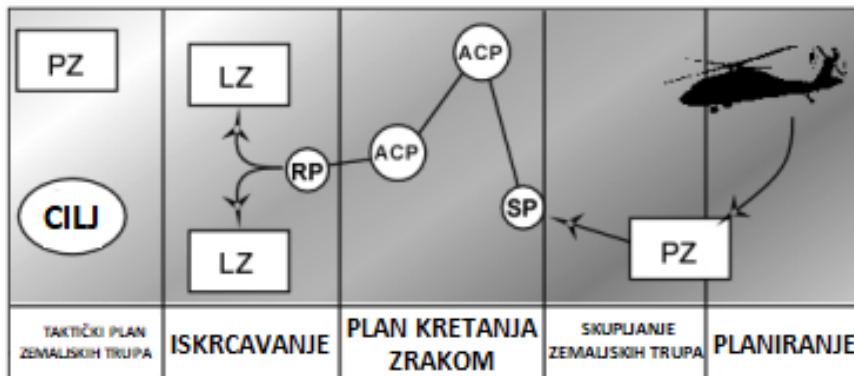 PZ
CILJ
LZ
LZ
RP
ACP
ACP
SP
PZ
TAKTIČKI PLAN
ZEMALJSKIH TRUPA
ISKRCAVANJE
PLAN KRETANJA
ZRAKOM
SKUPLJANJE
ZEMALJSKIH TRUPA
PLANIRANJE